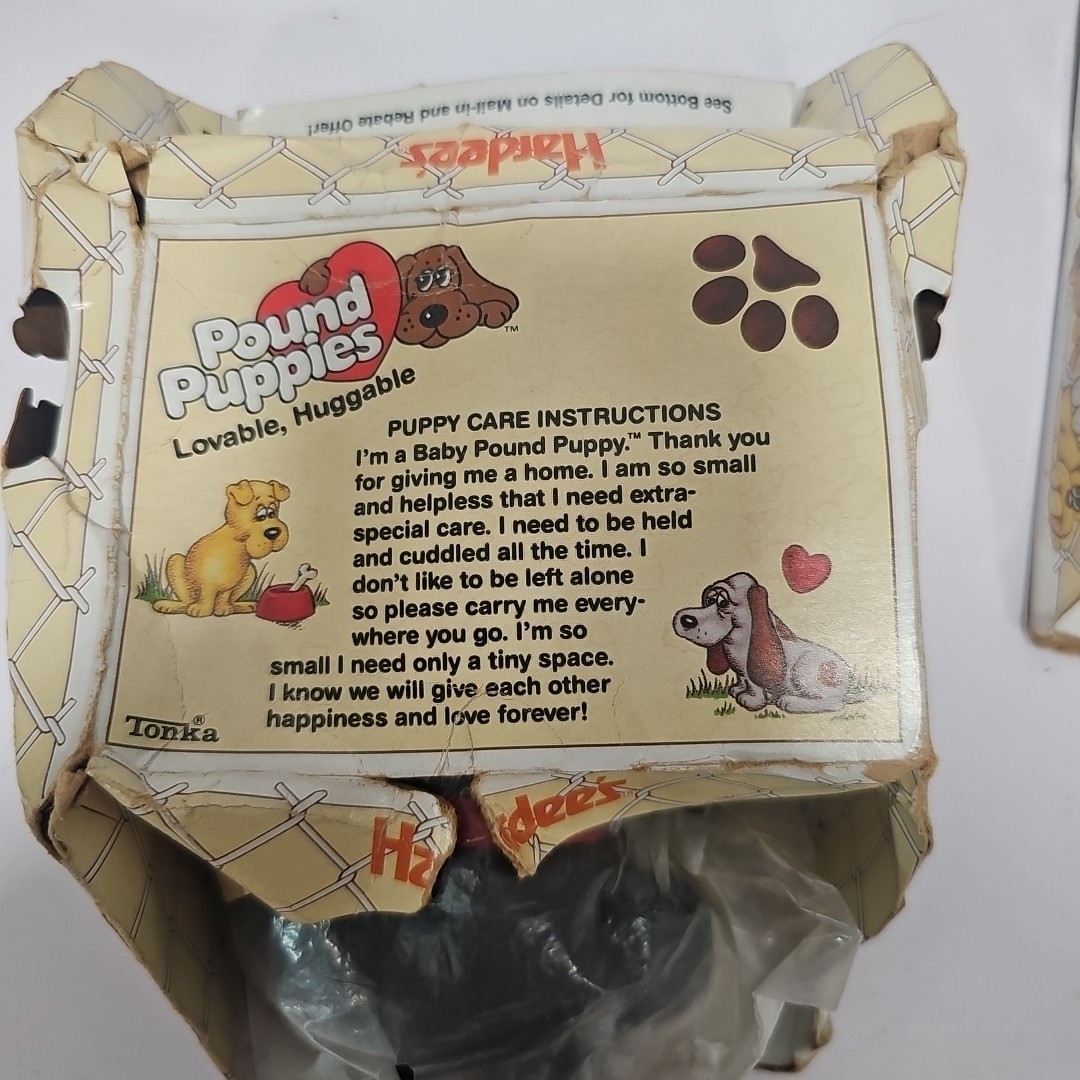 See Bottom for Details on Mail-in and Rebate Offer!
Hardee's
Pound
Puppies
TM
Lovable, Huggable
PUPPY CARE INSTRUCTIONS
I'm a Baby Pound Puppy.™ Thank you
for giving me a home. I am so small
and helpless that I need extra-
special care. I need to be held
and cuddled all the time. I
don't like to be left alone
so please carry me every-
where you go. I'm so
small I need only a tiny space.
I know we will give each other
happiness and love forever!
Tonka®
Ha dee's